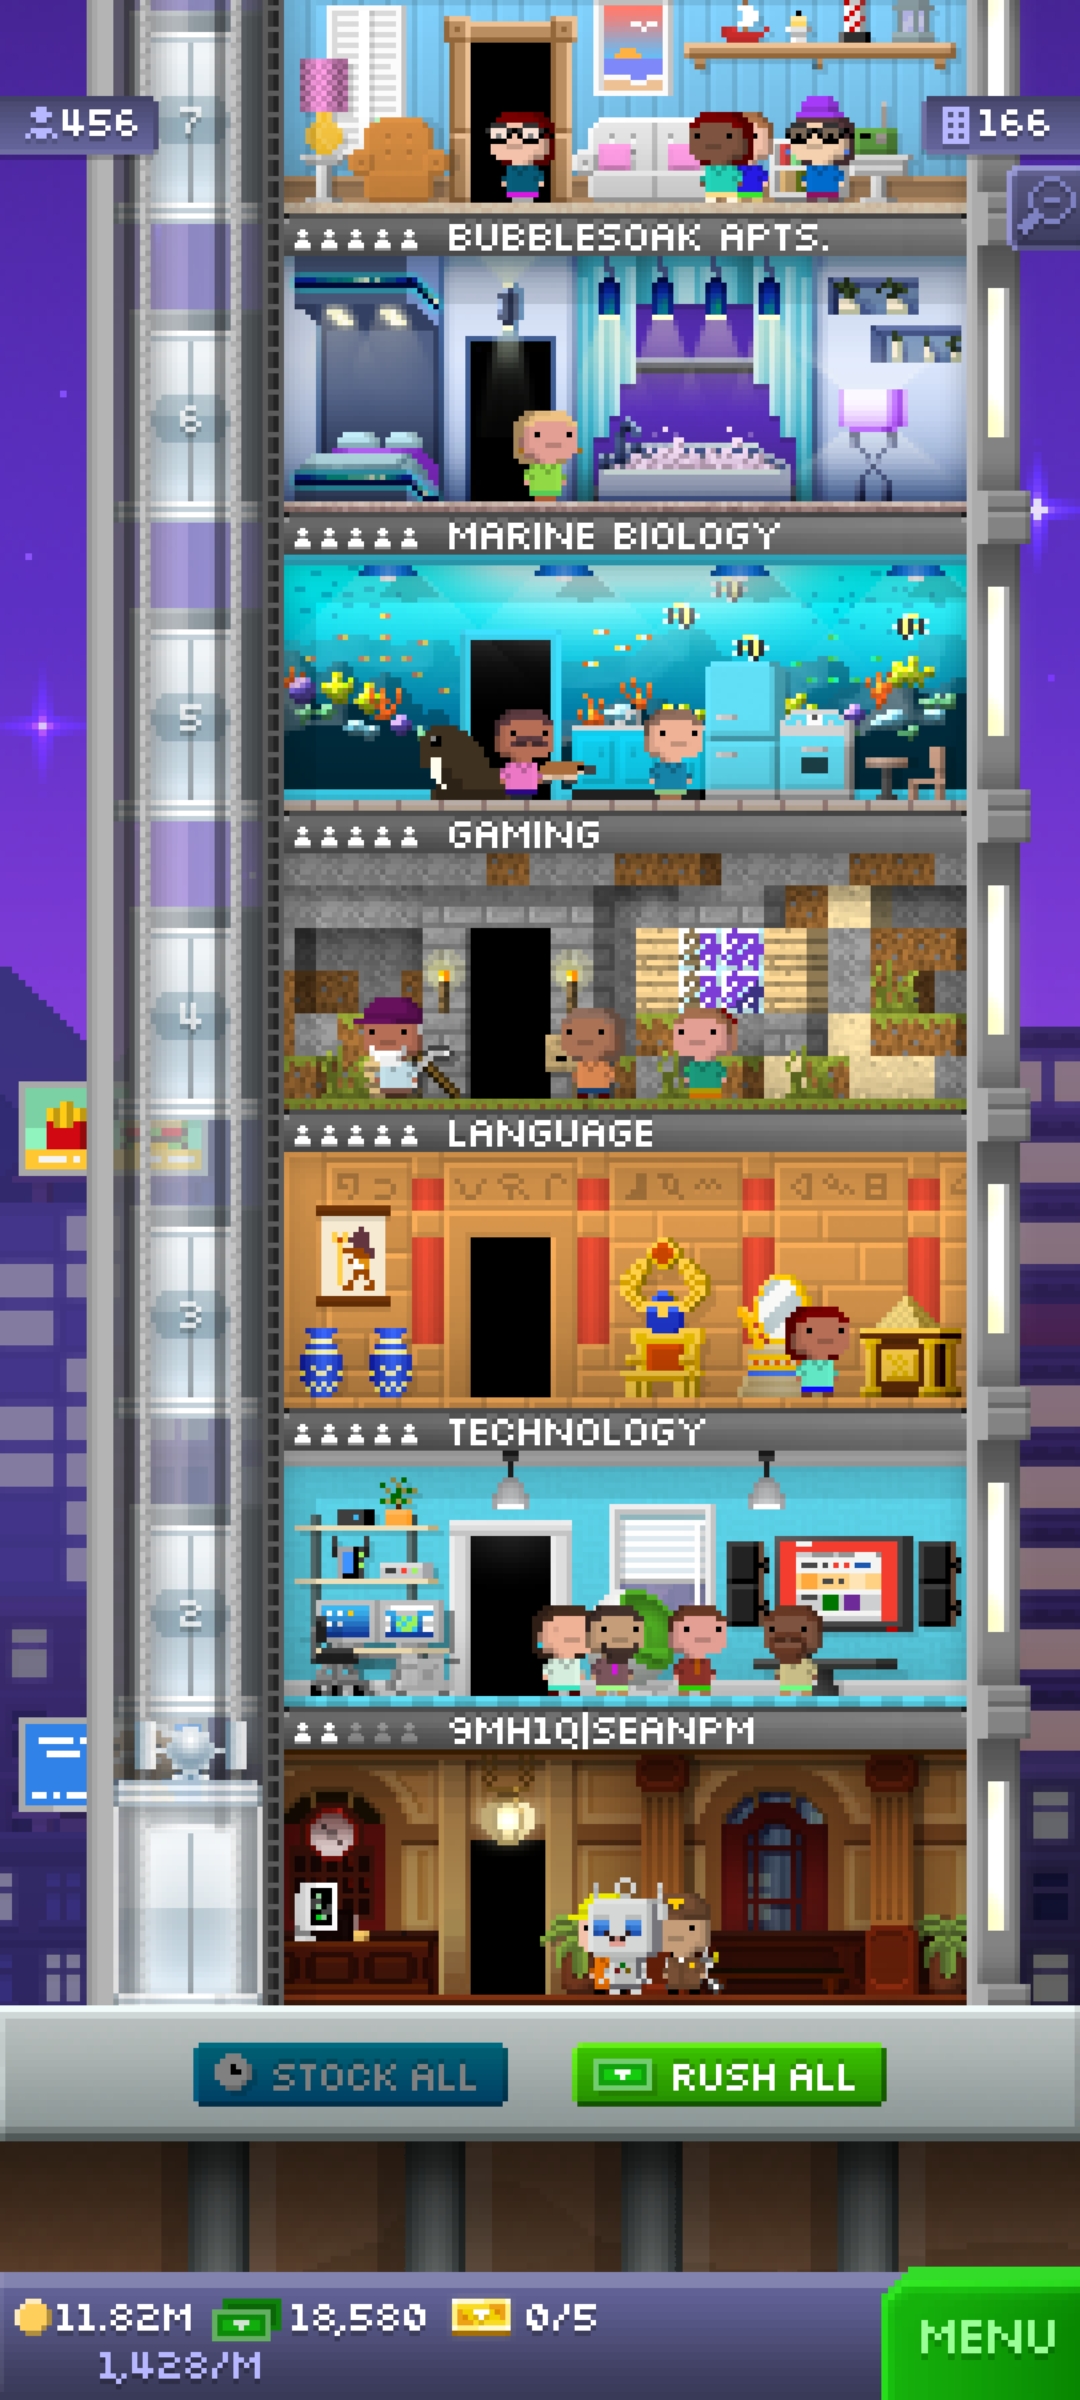 7
456
166
BUBBLESOAK APTS.
6
MARINE BIOLOGY
5
GAMING
4
LANGUAGE
3
TECHNOLOGY
2
9MH1Q|SEANPM
STOCK ALL
RUSH ALL
11.82M
18,580
0/5
1,428/M
MENU